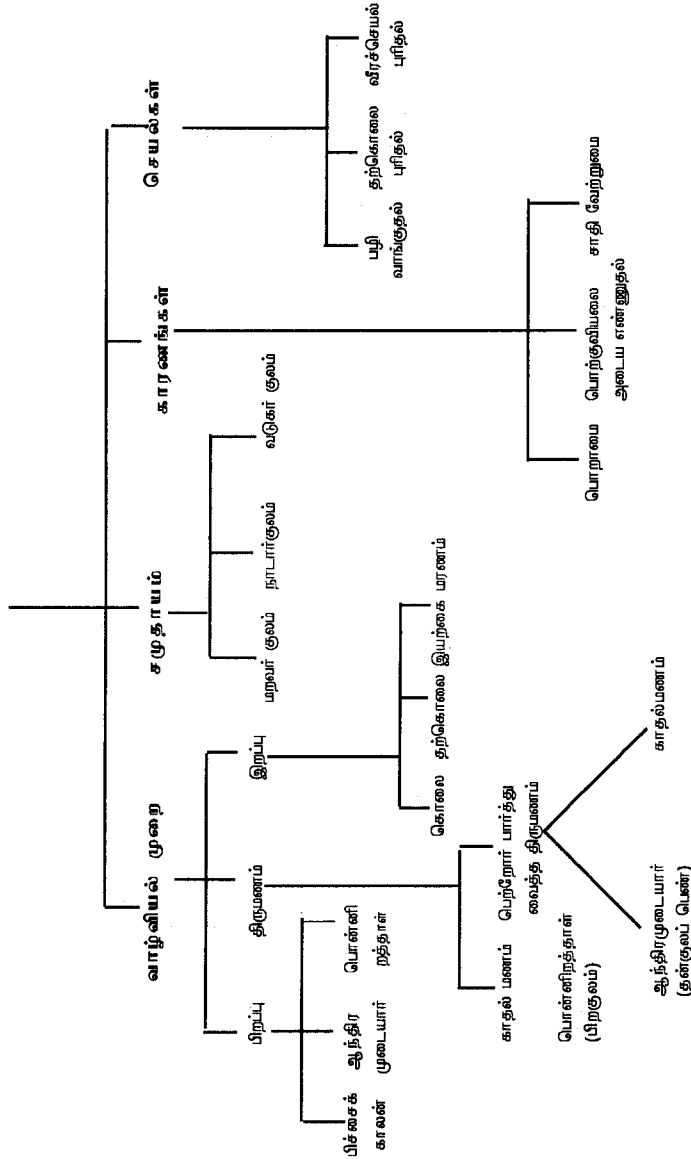 வாழ்வியல் முறை
சமுதாயம்
காரணங்கள்
செயல்கள்
பிறப்பு
திருமணம்
இறப்பு
மறவர் குலம்
நாடார்குலம்
வடுகர் குலம்
பழி
வாங்குதல்
தற்கொலை
புரிதல்
வீரச்செயல்
புரிதல்
பிச்சைக்
காலன்
ஆந்திர
முடையார்
பொன்னி
றத்தாள்
கொலை
தற்கொலை
இயற்கை மரணம்
காதல் மணம்
பெற்றோர் பார்த்து
வைத்த திருமணம்
பொன்னிறத்தாள்
(பிறகுலம்)
ஆந்திரமுடையார்
(தன்குலப் பெண்)
காதல்மணம்
பொறாமை
பொற்குவியலை
அடைய எண்ணுதல்
சாதி வேற்றுமை